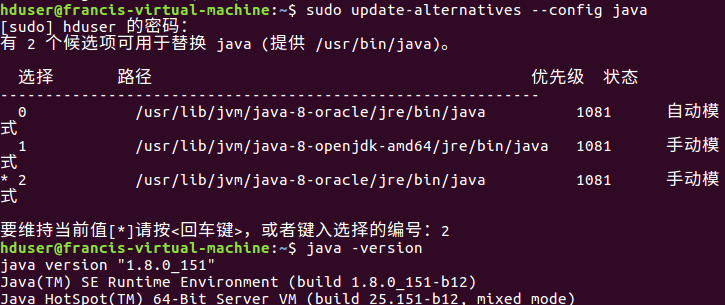 hduser@francis-virtual-machine:~$ sudo update-alternatives --config java
[sudo] hduser 的密码：
有 2 个候选项可用于替换 java (提供 /usr/bin/java)。
选择 路径 优先级 状态
------------------------------------------------------------
0 /usr/lib/jvm/java-8-oracle/jre/bin/java 1081 自动模
式
1 /usr/lib/jvm/java-8-openjdk-amd64/jre/bin/java 1081 手动模
式
* 2 /usr/lib/jvm/java-8-oracle/jre/bin/java 1081 手动模
式
要维持当前值[*]请按<回车键>，或者键入选择的编号：2
hduser@francis-virtual-machine:~$ java -version
java version "1.8.0_151"
Java(TM) SE Runtime Environment (build 1.8.0_151-b12)
Java HotSpot(TM) 64-Bit Server VM (build 25.151-b12, mixed mode)